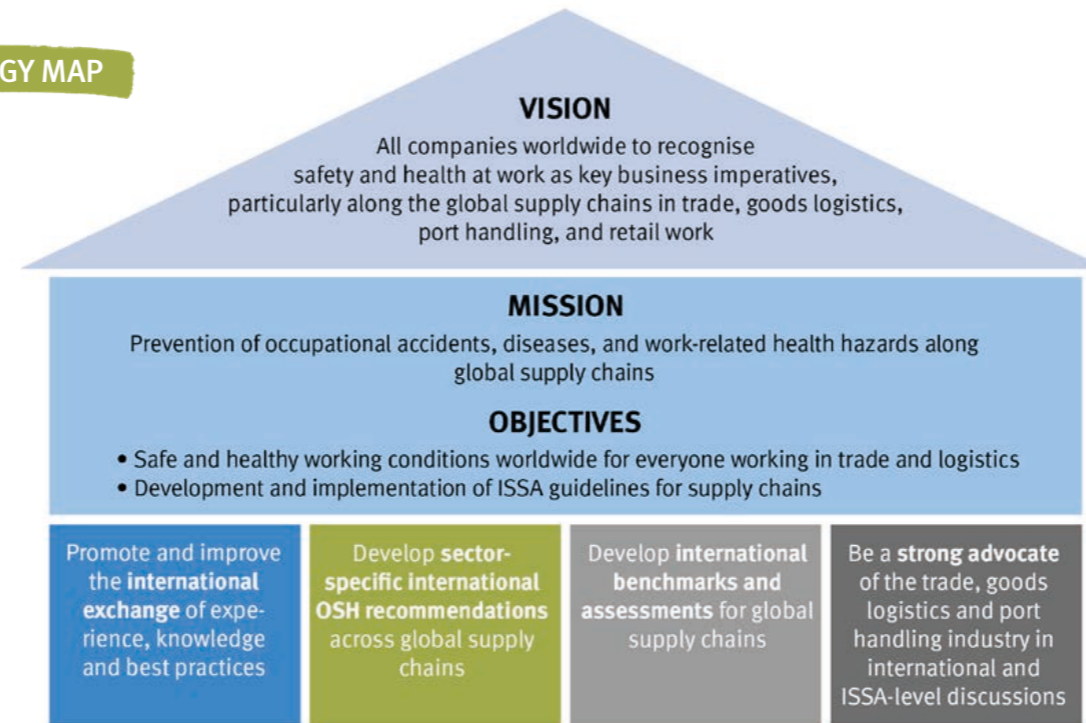 GY MAP
VISION
All companies worldwide to recognise
safety and health at work as key business imperatives,
particularly along the global supply chains in trade, goods logistics,
port handling, and retail work
MISSION
Prevention of occupational accidents, diseases, and work-related health hazards along
global supply chains
OBJECTIVES
• Safe and healthy working conditions worldwide for everyone working in trade and logistics
• Development and implementation of ISSA guidelines for supply chains
Promote and improve
the international
exchange of expe-
rience, knowledge
and best practices
Develop sector-
specific international
OSH recommendations
across global supply
chains
Develop international
benchmarks and
assessments for global
supply chains
Be a strong advocate
of the trade, goods
logistics and port
handling industry in
international and
ISSA-level discussions